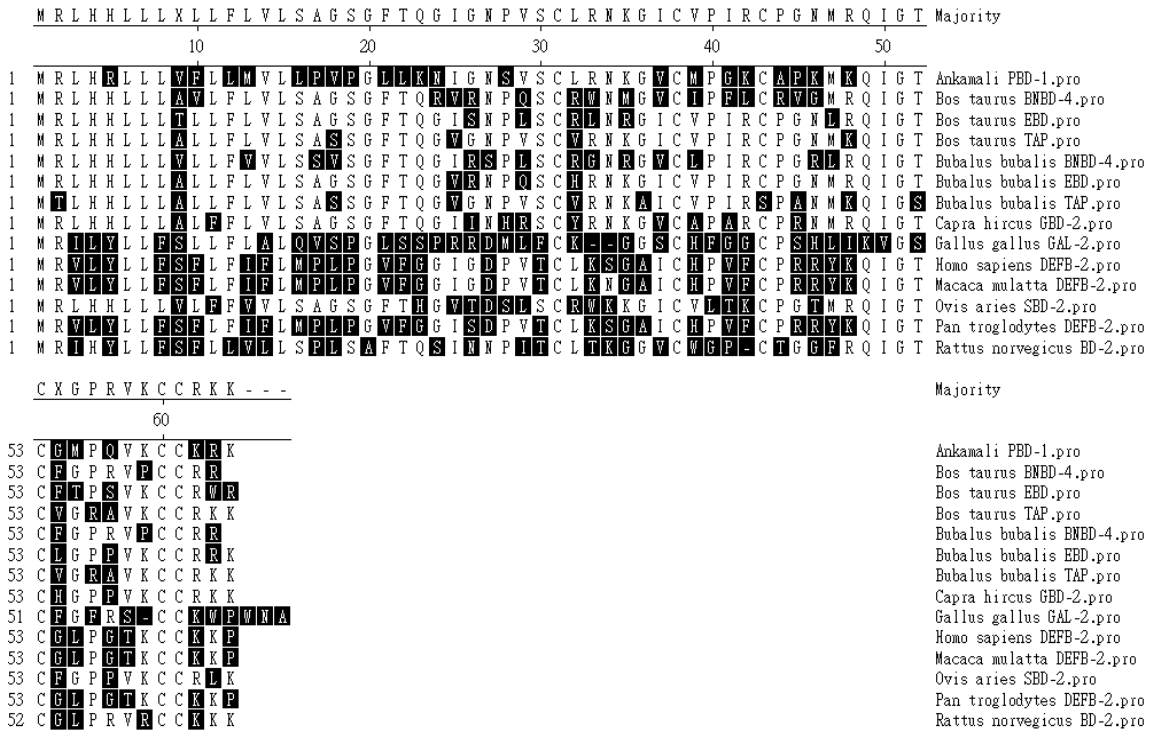 M R L H H L L L X L L F L V L S A G S G F T Q G I G N P V S C L R N K G I C V P I R C P G N M R Q I G T Majority
10 20 30 40 50
1 M R L H R L L L V F L L M V L L P V P G L L K N I G N S V S C L R N K G V C M P G K C A P K M K Q I G T Ankamali PBD-1.pro
1 M R L H H L L L A V L F L V L S A G S G F T Q R V R N P Q S C R W N M G V C I P F L C R V G M R Q I G T Bos taurus BNBD-4.pro
1 M R L H H L L L T L L F L V L S A G S G F T Q G I S N P L S C R L N R G I C V P I R C P G N L R Q I G T Bos taurus EBD.pro
1 M R L H H L L L A L L F L V L S A S S G F T Q G V G N P V S C V R N K G I C V P I R C P G N M K Q I G T Bos taurus TAP.pro
1 M R L H H L L L V L L F V V L S S V S G F T Q G I R S P L S C R G N R G V C L P I R C P G R L R Q I G T Bubalus bubalis BNBD-4.pro
1 M R L H H L L L A L L F L V L S A G S G F T Q G V R N P Q S C H R N K G I C V P I R C P G N M R Q I G T Bubalus bubalis EBD.pro
1 M T L H H L L L A L L F L V L S A S S G F T Q G V G N P V S C V R N K A I C V P I R S P A N M K Q I G S Bubalus bubalus TAP.pro
1 M R L H H L L L A L F F L V L S A G S G F T Q G I I N H R S C Y R N K G V C A P A R C P R N M R Q I G T Capra hircus GBD-2.pro
1 M R I L Y L L F S L L F L A L Q V S P G L S S P R R D M L F C K - - G G S C H F G G C P S H L I K V G S Gallus gallus GAL-2.pro
1 M R V L Y L L F S F L F I F L M P L P G V F G G I G D P V T C L K S G A I C H P V F C P R R Y K Q I G T Homo sapiens DEFB-2.pro
1 M R V L Y L L F S F L F I F L M P L P G V F G G I G D P V T C L K N G A I C H P V F C P R R Y K Q I G T Macaca mulatta DEFB-2.pro
1 M R L H H L L L V L F F L V L S A G S G F T H G V T D S L S C R W K K G I C V L T K C P G T M R Q I G T Ovis aries SBD-2.pro
1 M R V L Y L L F S F L F I F L M P L P G V F G G I S D P V T C L K S G A I C H P V F C P R R Y K Q I G T Pan troglodytes DEFB-2.pro
1 M R I H Y L L F S F L L V L L S P L S A F T Q S I N N P I T C L T K G G V C W G P - C T G G F R Q I G T Rattus norvegicus BD-2.pro
C X G P R V K C C R K K - - - Majority
60
53 C G M P Q V K C C K R K Ankamali PBD-1.pro
53 C F G P R V P C C R R Bos taurus BNBD-4.pro
53 C F T P S V K C C R W R Bos taurus EBD.pro
53 C V G R A V K C C R K K Bos taurus TAP.pro
53 C F G P R V P C C R R Bubalus bubalis BNBD-4.pro
53 C L G P P V K C C R R K Bubalus bubalis EBD.pro
53 C V G R A V K C C R K K Bubalus bubalus TAP.pro
53 C H G P P V K C C R K K Capra hircus GBD-2.pro
51 C F G F R S - C C K W P W N A Gallus gallus GAL-2.pro
53 C G L P G T K C C K K P Homo sapiens DEFB-2.pro
53 C G L P G T K C C K K P Macaca mulatta DEFB-2.pro
53 C F G P P V K C C R L K Ovis aries SBD-2.pro
53 C G L P G T K C C K K P Pan troglodytes DEFB-2.pro
52 C G L P R V R C C K K K Rattus norvegicus BD-2.pro